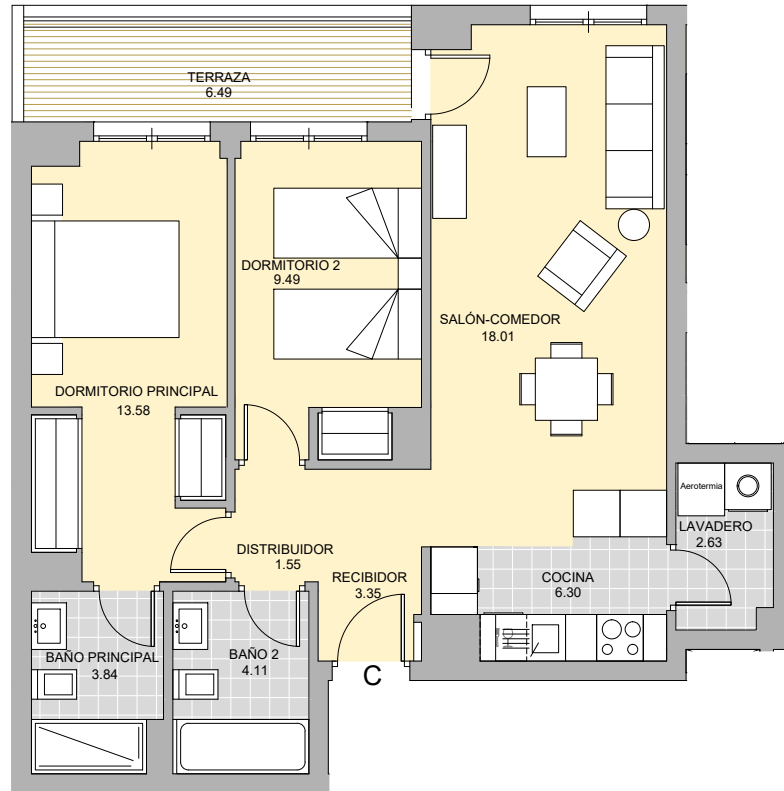 TERRAZA
6.49
DORMITORIO 2
9.49
SALÓN-COMEDOR
18.01
DORMITORIO PRINCIPAL
13.58
Aerotermia
LAVADERO
2.63
DISTRIBUIDOR
1.55
RECIBIDOR
3.35
COCINA
6.30
BAÑO PRINCIPAL
3.84
BAÑO 2
4.11
C